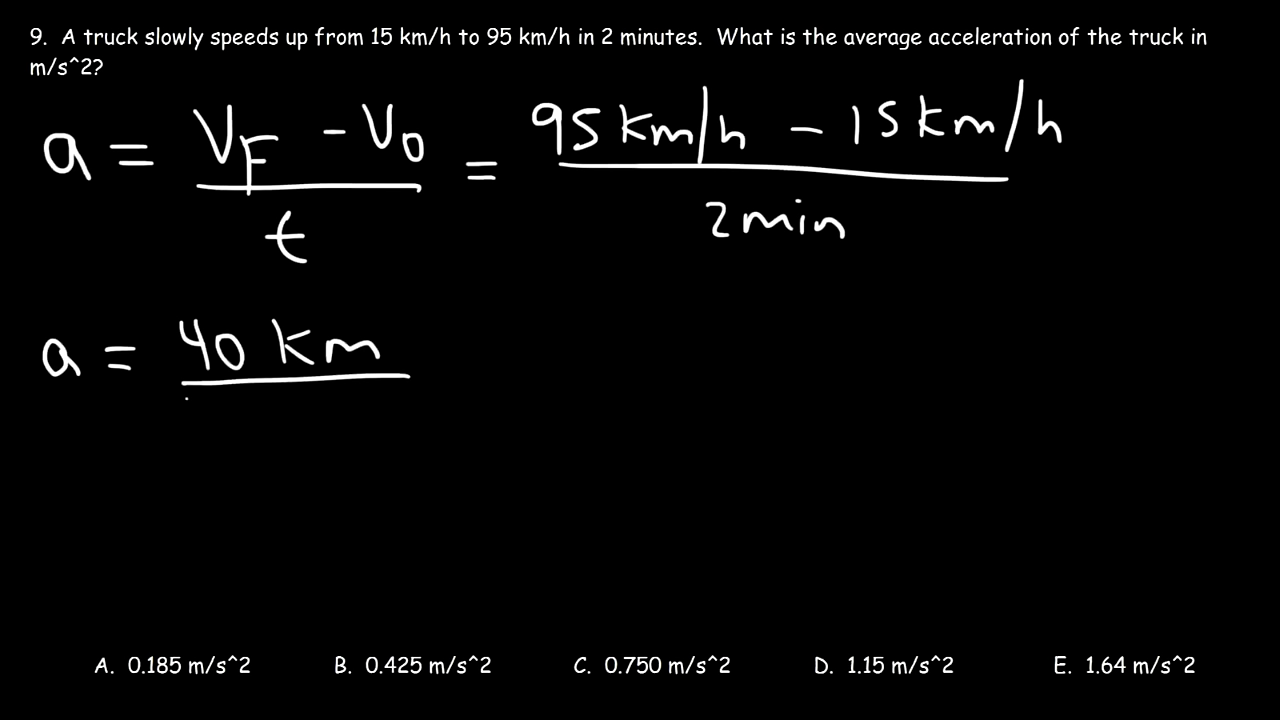 9. A truck slowly speeds up from 15 km/h to 95 km/h in 2 minutes. What is the average acceleration of the truck in
m/s^2?
a = VF - V0 / t = 95 km/h - 15 km/h / 2 min
a = 40 km
A. 0.185 m/s^2 B. 0.425 m/s^2 C. 0.750 m/s^2 D. 1.15 m/s^2 E. 1.64 m/s^2